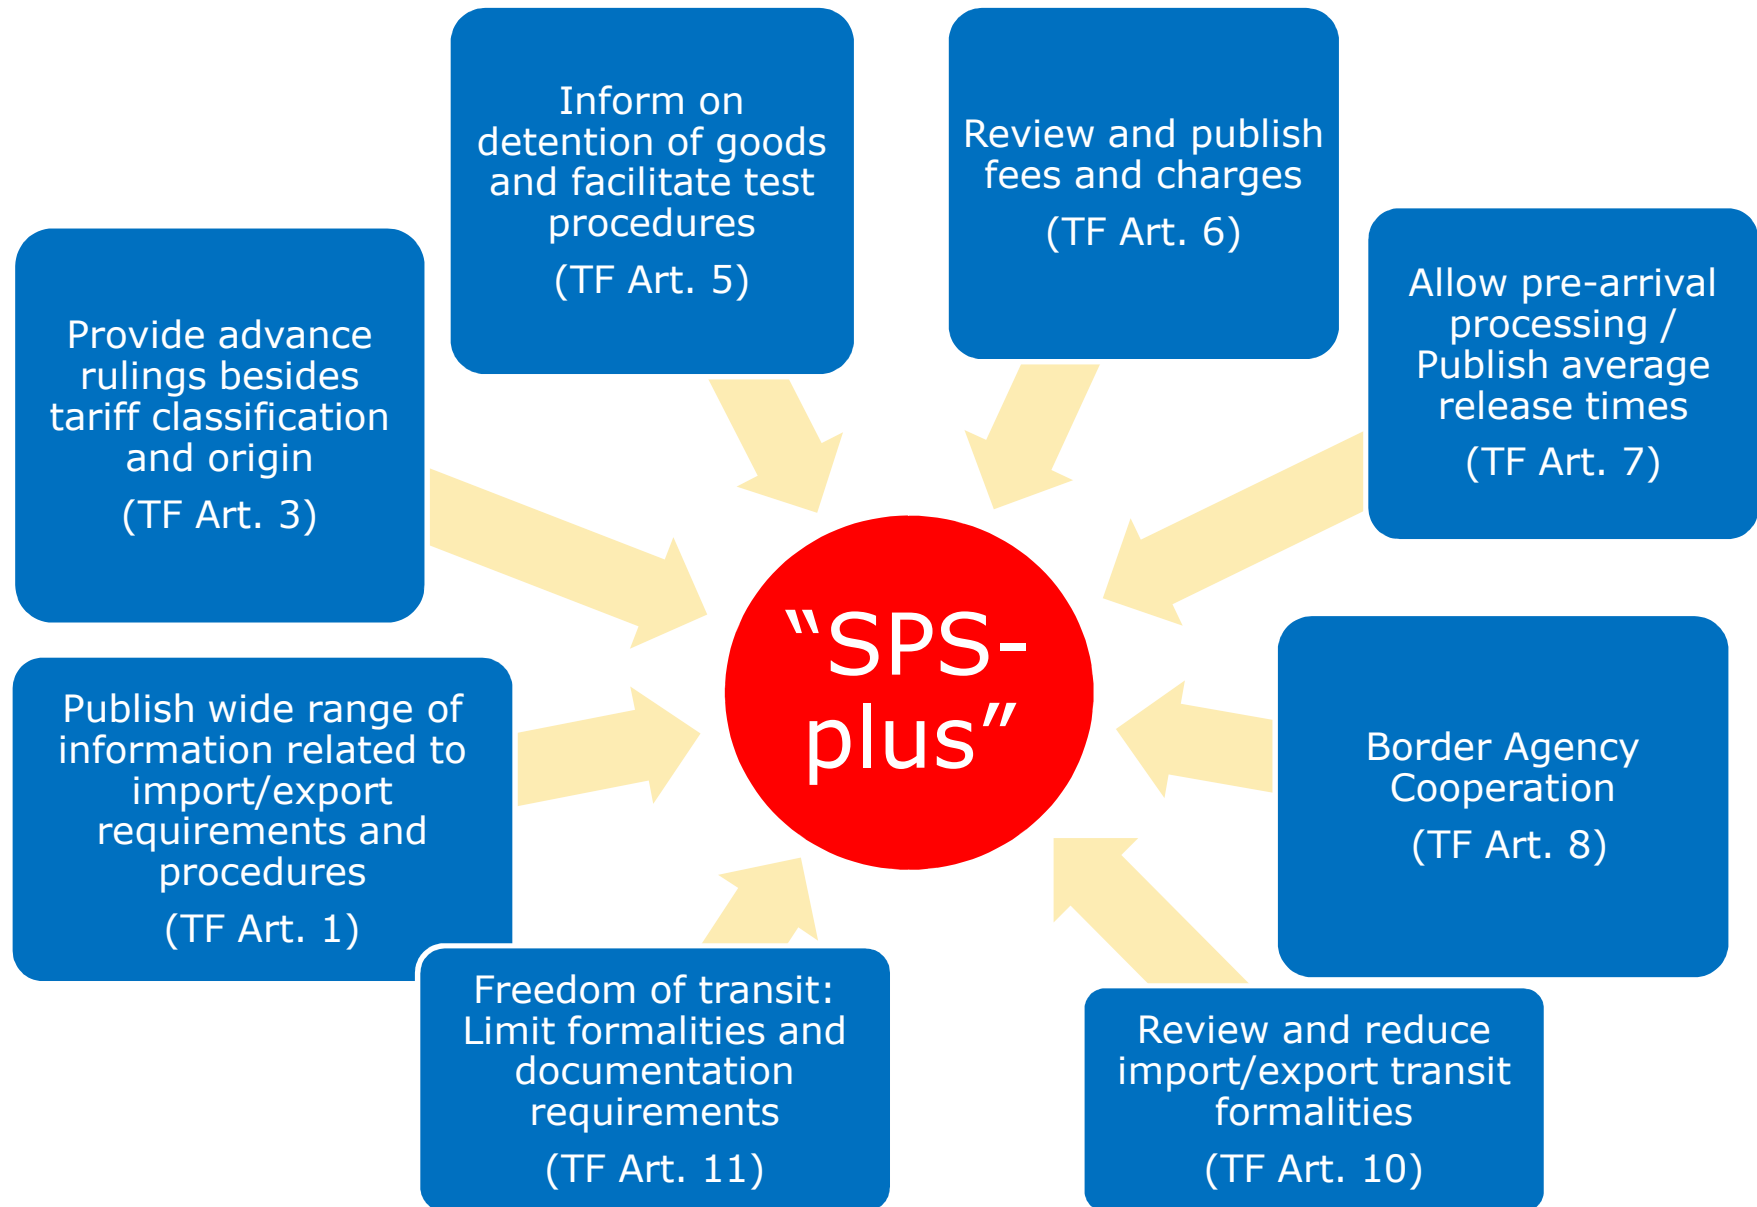 Inform on
detention of goods
and facilitate test
procedures
(TF Art. 5)
Review and publish
fees and charges
(TF Art. 6)
Provide advance
rulings besides
tariff classification
and origin
(TF Art. 3)
Allow pre-arrival
processing /
Publish average
release times
(TF Art. 7)
“SPS-
plus”
Publish wide range of
information related to
import/export
requirements and
procedures
(TF Art. 1)
Border Agency
Cooperation
(TF Art. 8)
Freedom of transit:
Limit formalities and
documentation
requirements
(TF Art. 11)
Review and reduce
import/export transit
formalities
(TF Art. 10)